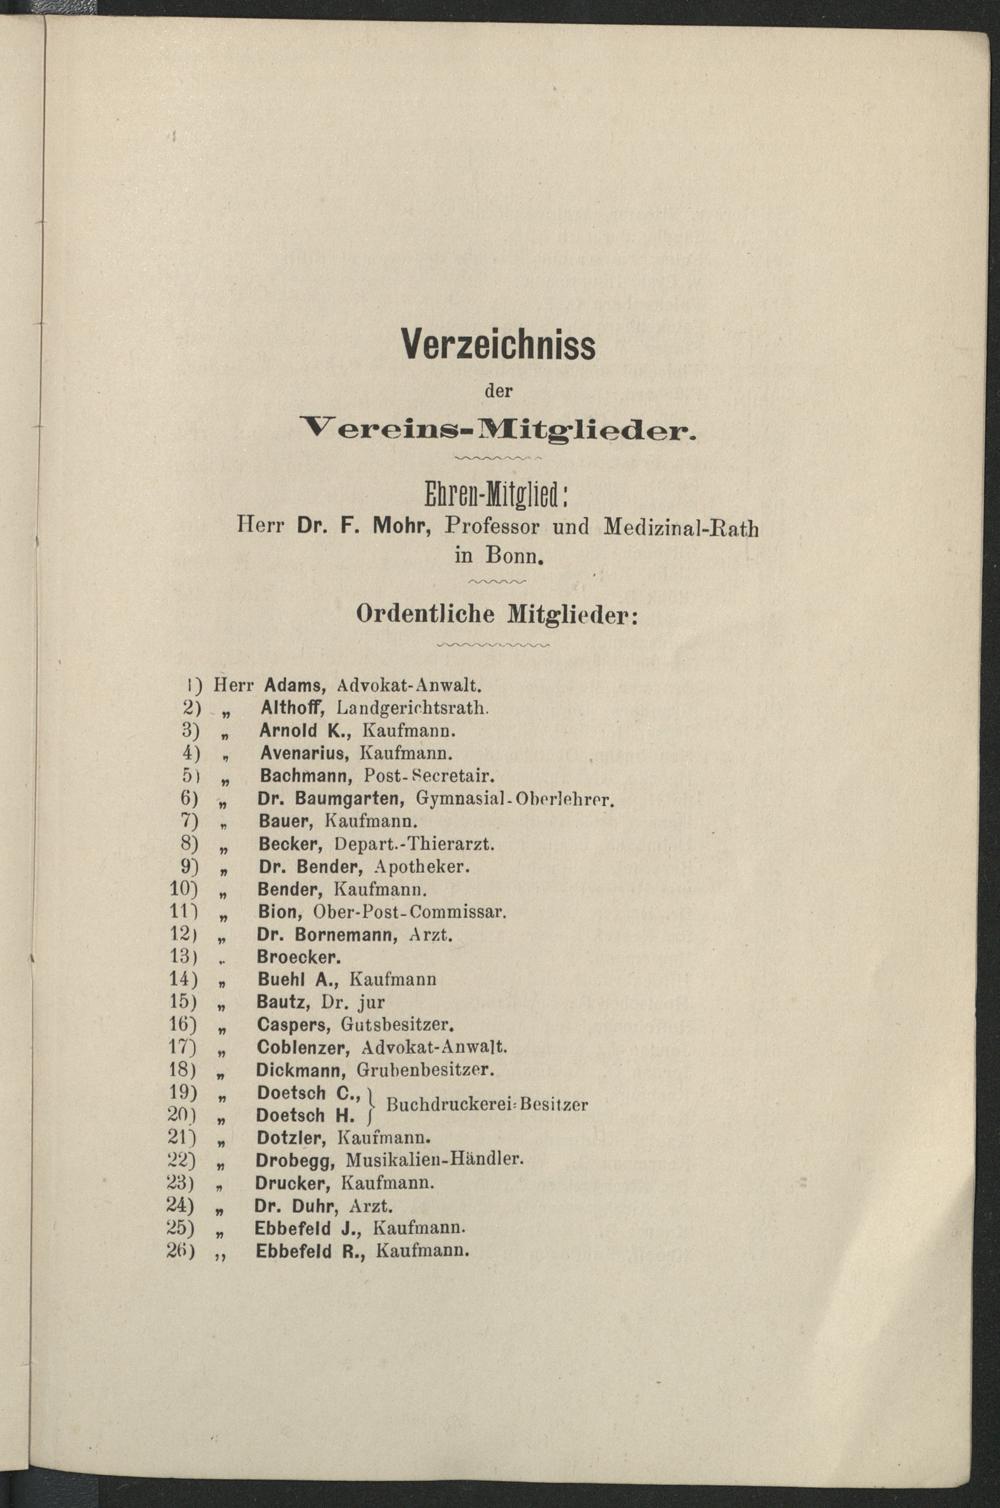 Verzeichniss
der
Vereins-Mitglieder.
Ehren-Mitglied:
Herr Dr. F. Mohr, Professor und Medizinal-Rath
in Bonn.
Ordentliche Mitglieder:
1) Herr Adams, Advokat-Anwalt.
2) „ Althoff, Landgerichtsrath.
3) „ Arnold K., Kaufmann.
4) „ Avenarius, Kaufmann.
5) „ Bachmann, Post-Secretair.
6) „ Dr. Baumgarten, Gymnasial-Oberlehrer.
7) „ Bauer, Kaufmann.
8) „ Becker, Depart.-Thierarzt.
9) „ Dr. Bender, Apotheker.
10) „ Bender, Kaufmann.
11) „ Bion, Ober-Post-Commissar.
12) „ Dr. Bornemann, Arzt.
13) „ Broecker.
14) „ Buehl A., Kaufmann
15) „ Bautz, Dr. jur
16) „ Caspers, Gutsbesitzer.
17) „ Coblenzer, Advokat-Anwalt.
18) „ Dickmann, Grubenbesitzer.
19) „ Doetsch C., } Buchdruckerei-Besitzer
20) „ Doetsch H.
21) „ Dotzler, Kaufmann.
22) „ Drobegg, Musikalien-Händler.
23) „ Drucker, Kaufmann.
24) „ Dr. Duhr, Arzt.
25) „ Ebbefeld J., Kaufmann.
26) ,, Ebbefeld R., Kaufmann.